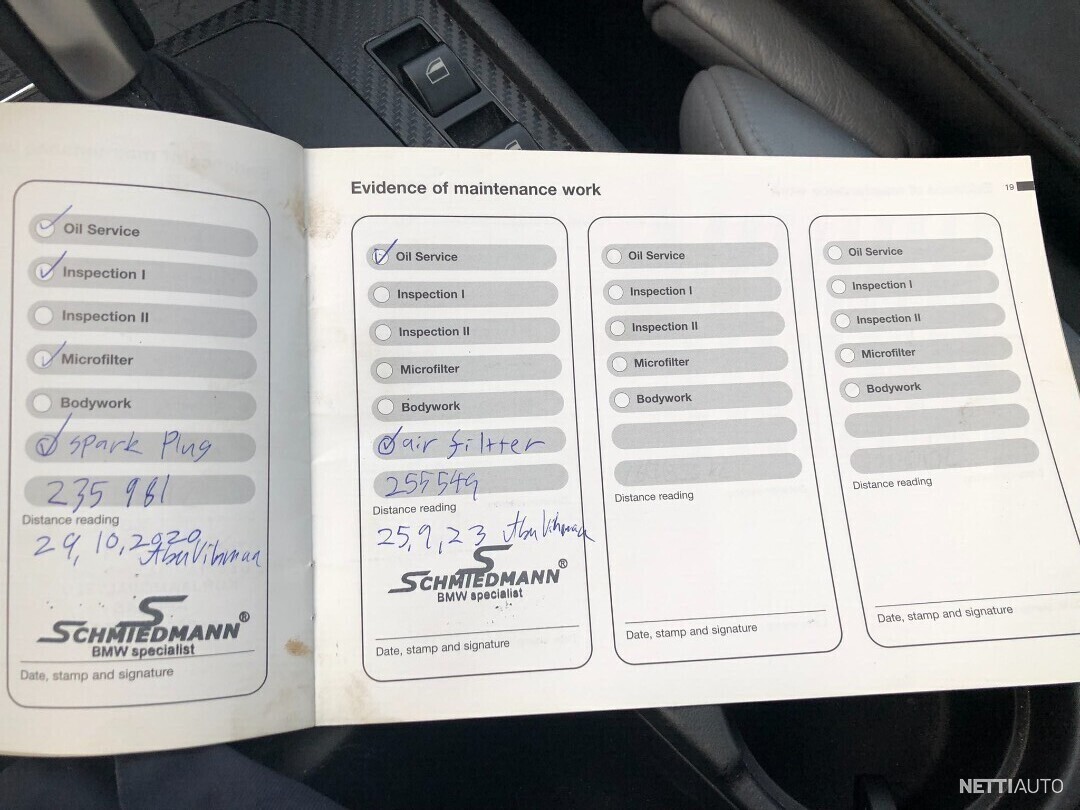 Oil Service
Inspection I
Inspection II
Microfilter
Bodywork
spark Plug
235 981
Distance reading
29, 10, 2020
SCHMIEDMANN®
BMW specialist
Date, stamp and signature
Evidence of maintenance work
19
Oil Service
Inspection I
Inspection II
Microfilter
Bodywork
air filtter
255549
Distance reading
25, 9, 23
SCHMIEDMANN®
BMW specialist
Date, stamp and signature
Oil Service
Inspection I
Inspection II
Microfilter
Bodywork
Distance reading
Date, stamp and signature
Oil Service
Inspection I
Inspection II
Microfilter
Bodywork
Distance reading
Date, stamp and signature
NETTIAUTO